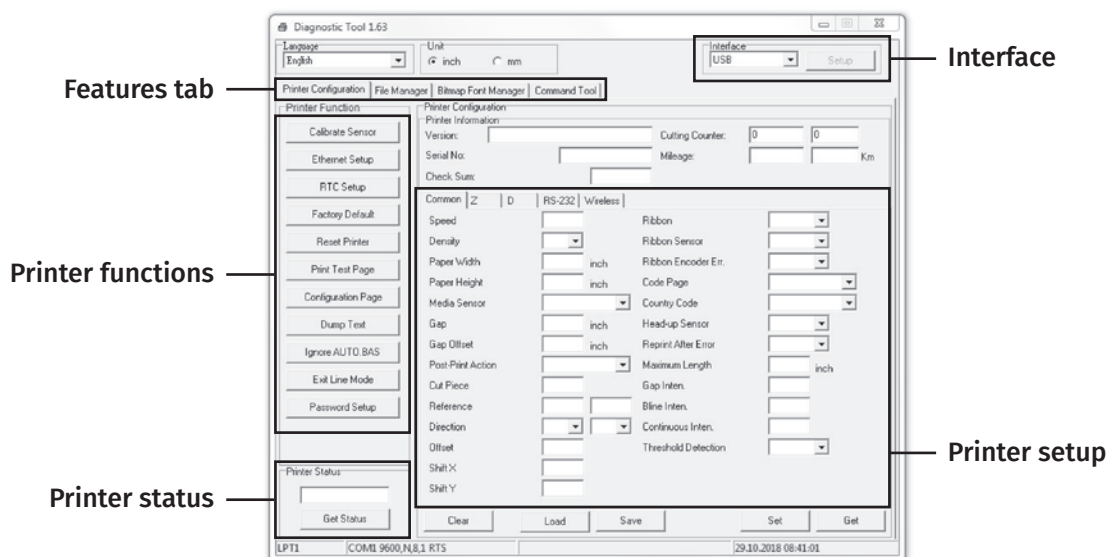 Diagnostic Tool 1.63
Language
English
Unit
inch
mm
Interface
USB
Setup
Interface
Features tab
Printer Configuration
File Manager
Bitmap Font Manager
Command Tool
Printer Function
Calibrate Sensor
Ethernet Setup
RTC Setup
Factory Default
Reset Printer
Print Test Page
Configuration Page
Dump Text
Ignore AUTO.BAS
Exit Line Mode
Password Setup
Printer functions
Printer Configuration
Printer Information
Version:
Cutting Counter: 0 0
Serial No:
Mileage: Km
Check Sum:
Common Z D RS-232 Wireless
Speed
Ribbon
Density
Ribbon Sensor
Paper Width inch
Ribbon Encoder Err.
Paper Height inch
Code Page
Media Sensor
Country Code
Gap inch
Head-up Sensor
Gap Offset inch
Reprint After Error
Post-Print Action
Maximum Length inch
Cut Piece
Gap Inten.
Reference
Bline Inten.
Direction
Continuous Inten.
Offset
Threshold Detection
Shift X
Shift Y
Printer setup
Printer Status
Get Status
Printer status
Clear
Load
Save
Set
Get
LPT1
COM1 9600,N,8,1 RTS
29.10.2018 08:41:01